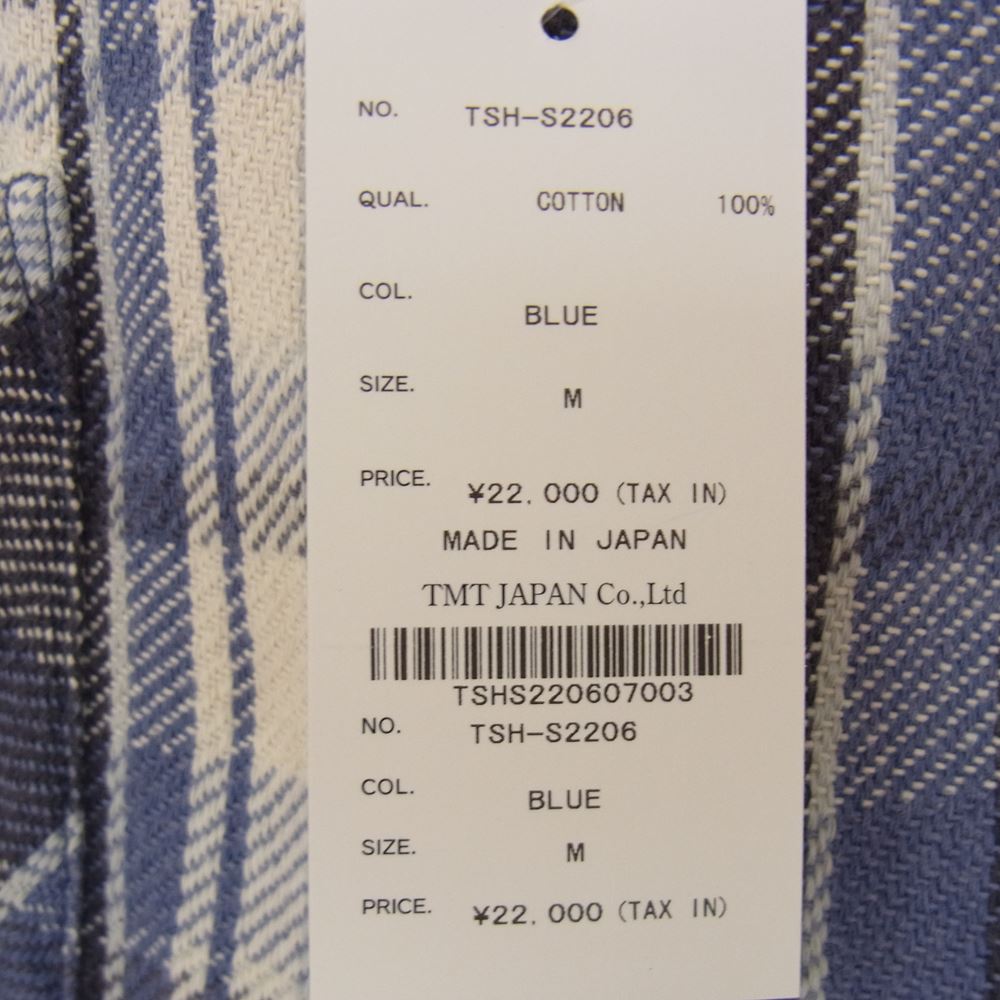 NO. TSH-S2206
QUAL. COTTON 100%
COL. BLUE
SIZE. M
PRICE. ¥22,000 (TAX IN)
MADE IN JAPAN
TMT JAPAN Co.,Ltd
TSHS220607003
NO. TSH-S2206
COL. BLUE
SIZE. M
PRICE. ¥22,000 (TAX IN)